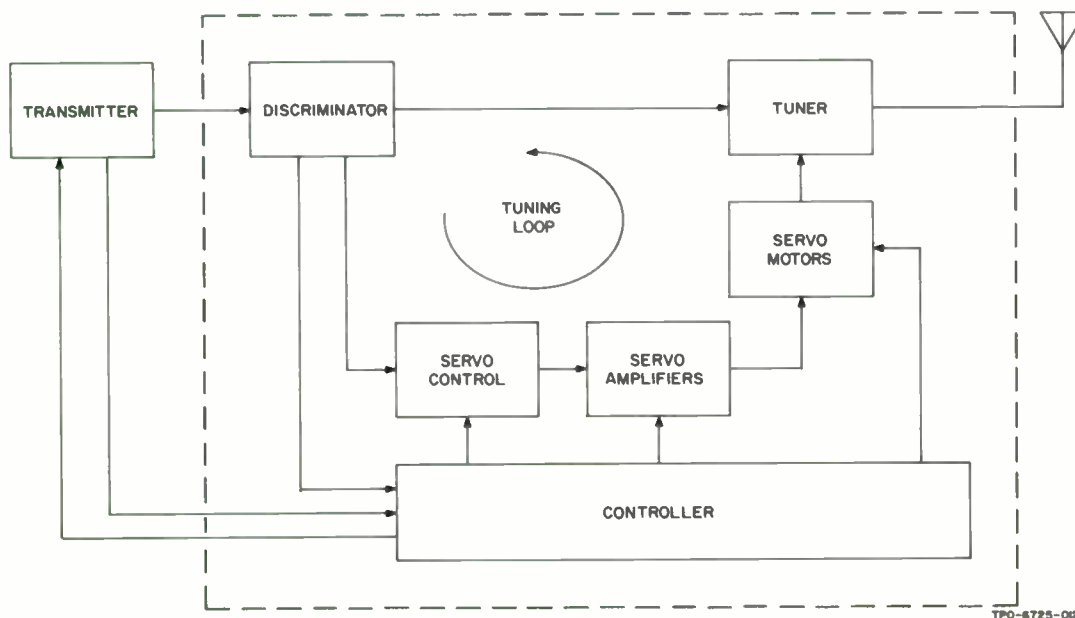 TRANSMITTER
DISCRIMINATOR
TUNER
TUNING
LOOP
SERVO
MOTORS
SERVO
CONTROL
SERVO
AMPLIFIERS
CONTROLLER